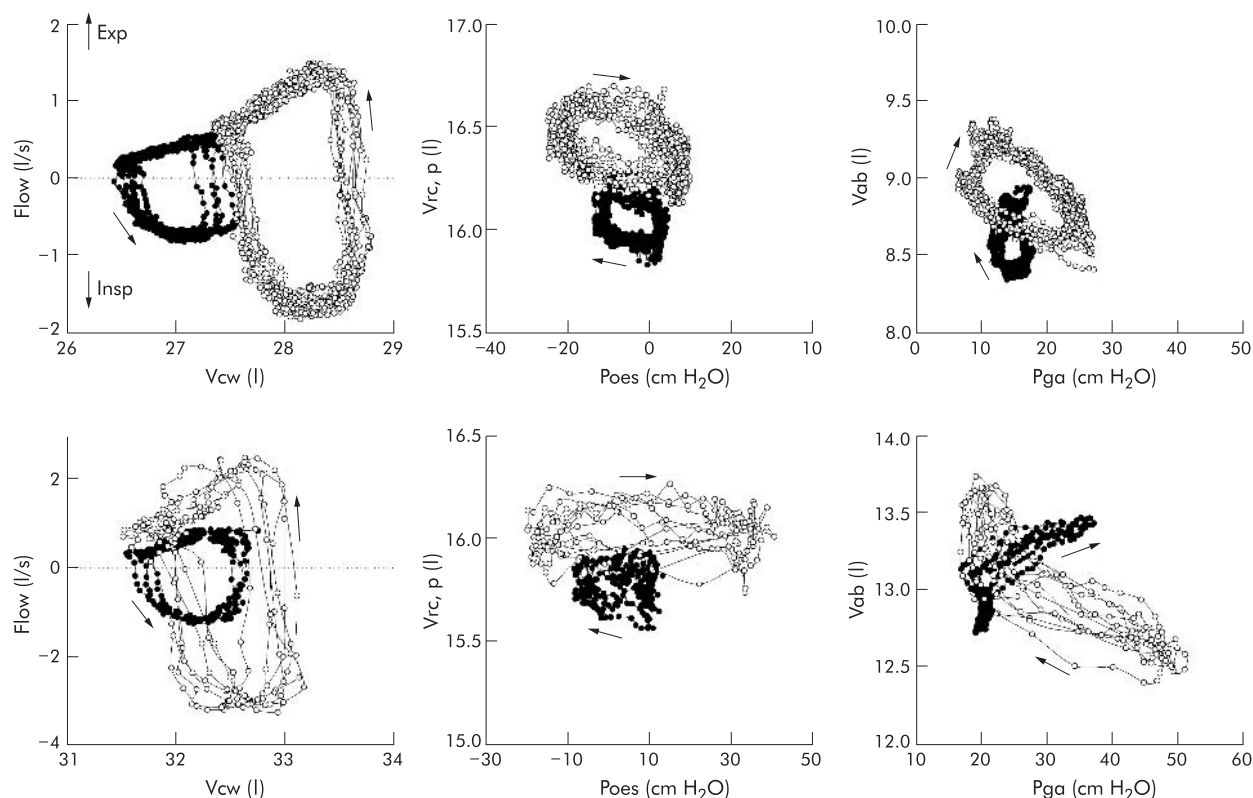 2
1
0
−1
−2
Flow (l/s)
Exp
Insp
26 27 28 29
Vcw (l)
17.0
16.5
16.0
15.5
Vrc, p (l)
−40 −20 0 20 10
Poes (cm H₂O)
10.0
9.5
9.0
8.5
8.0
Vab (l)
0 10 20 30 40 50
Pga (cm H₂O)
2
0
−2
−4
Flow (l/s)
31 32 33 34
Vcw (l)
16.5
16.0
15.5
15.0
Vrc, p (l)
−30 −10 10 30 50
Poes (cm H₂O)
14.0
13.5
13.0
12.5
12.0
Vab (l)
10 20 30 40 50 60
Pga (cm H₂O)